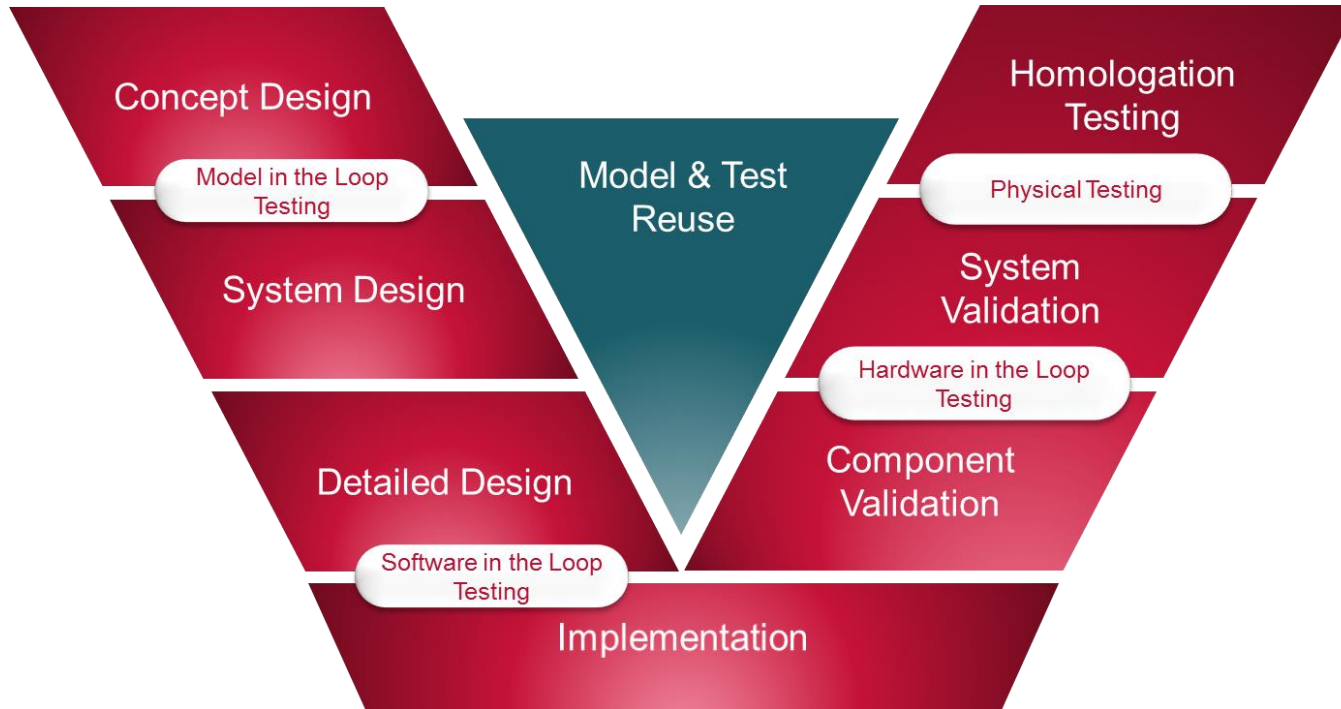 Concept Design
Model in the Loop
Testing
System Design
Detailed Design
Software in the Loop
Testing
Implementation
Model & Test
Reuse
Homologation
Testing
Physical Testing
System
Validation
Hardware in the Loop
Testing
Component
Validation